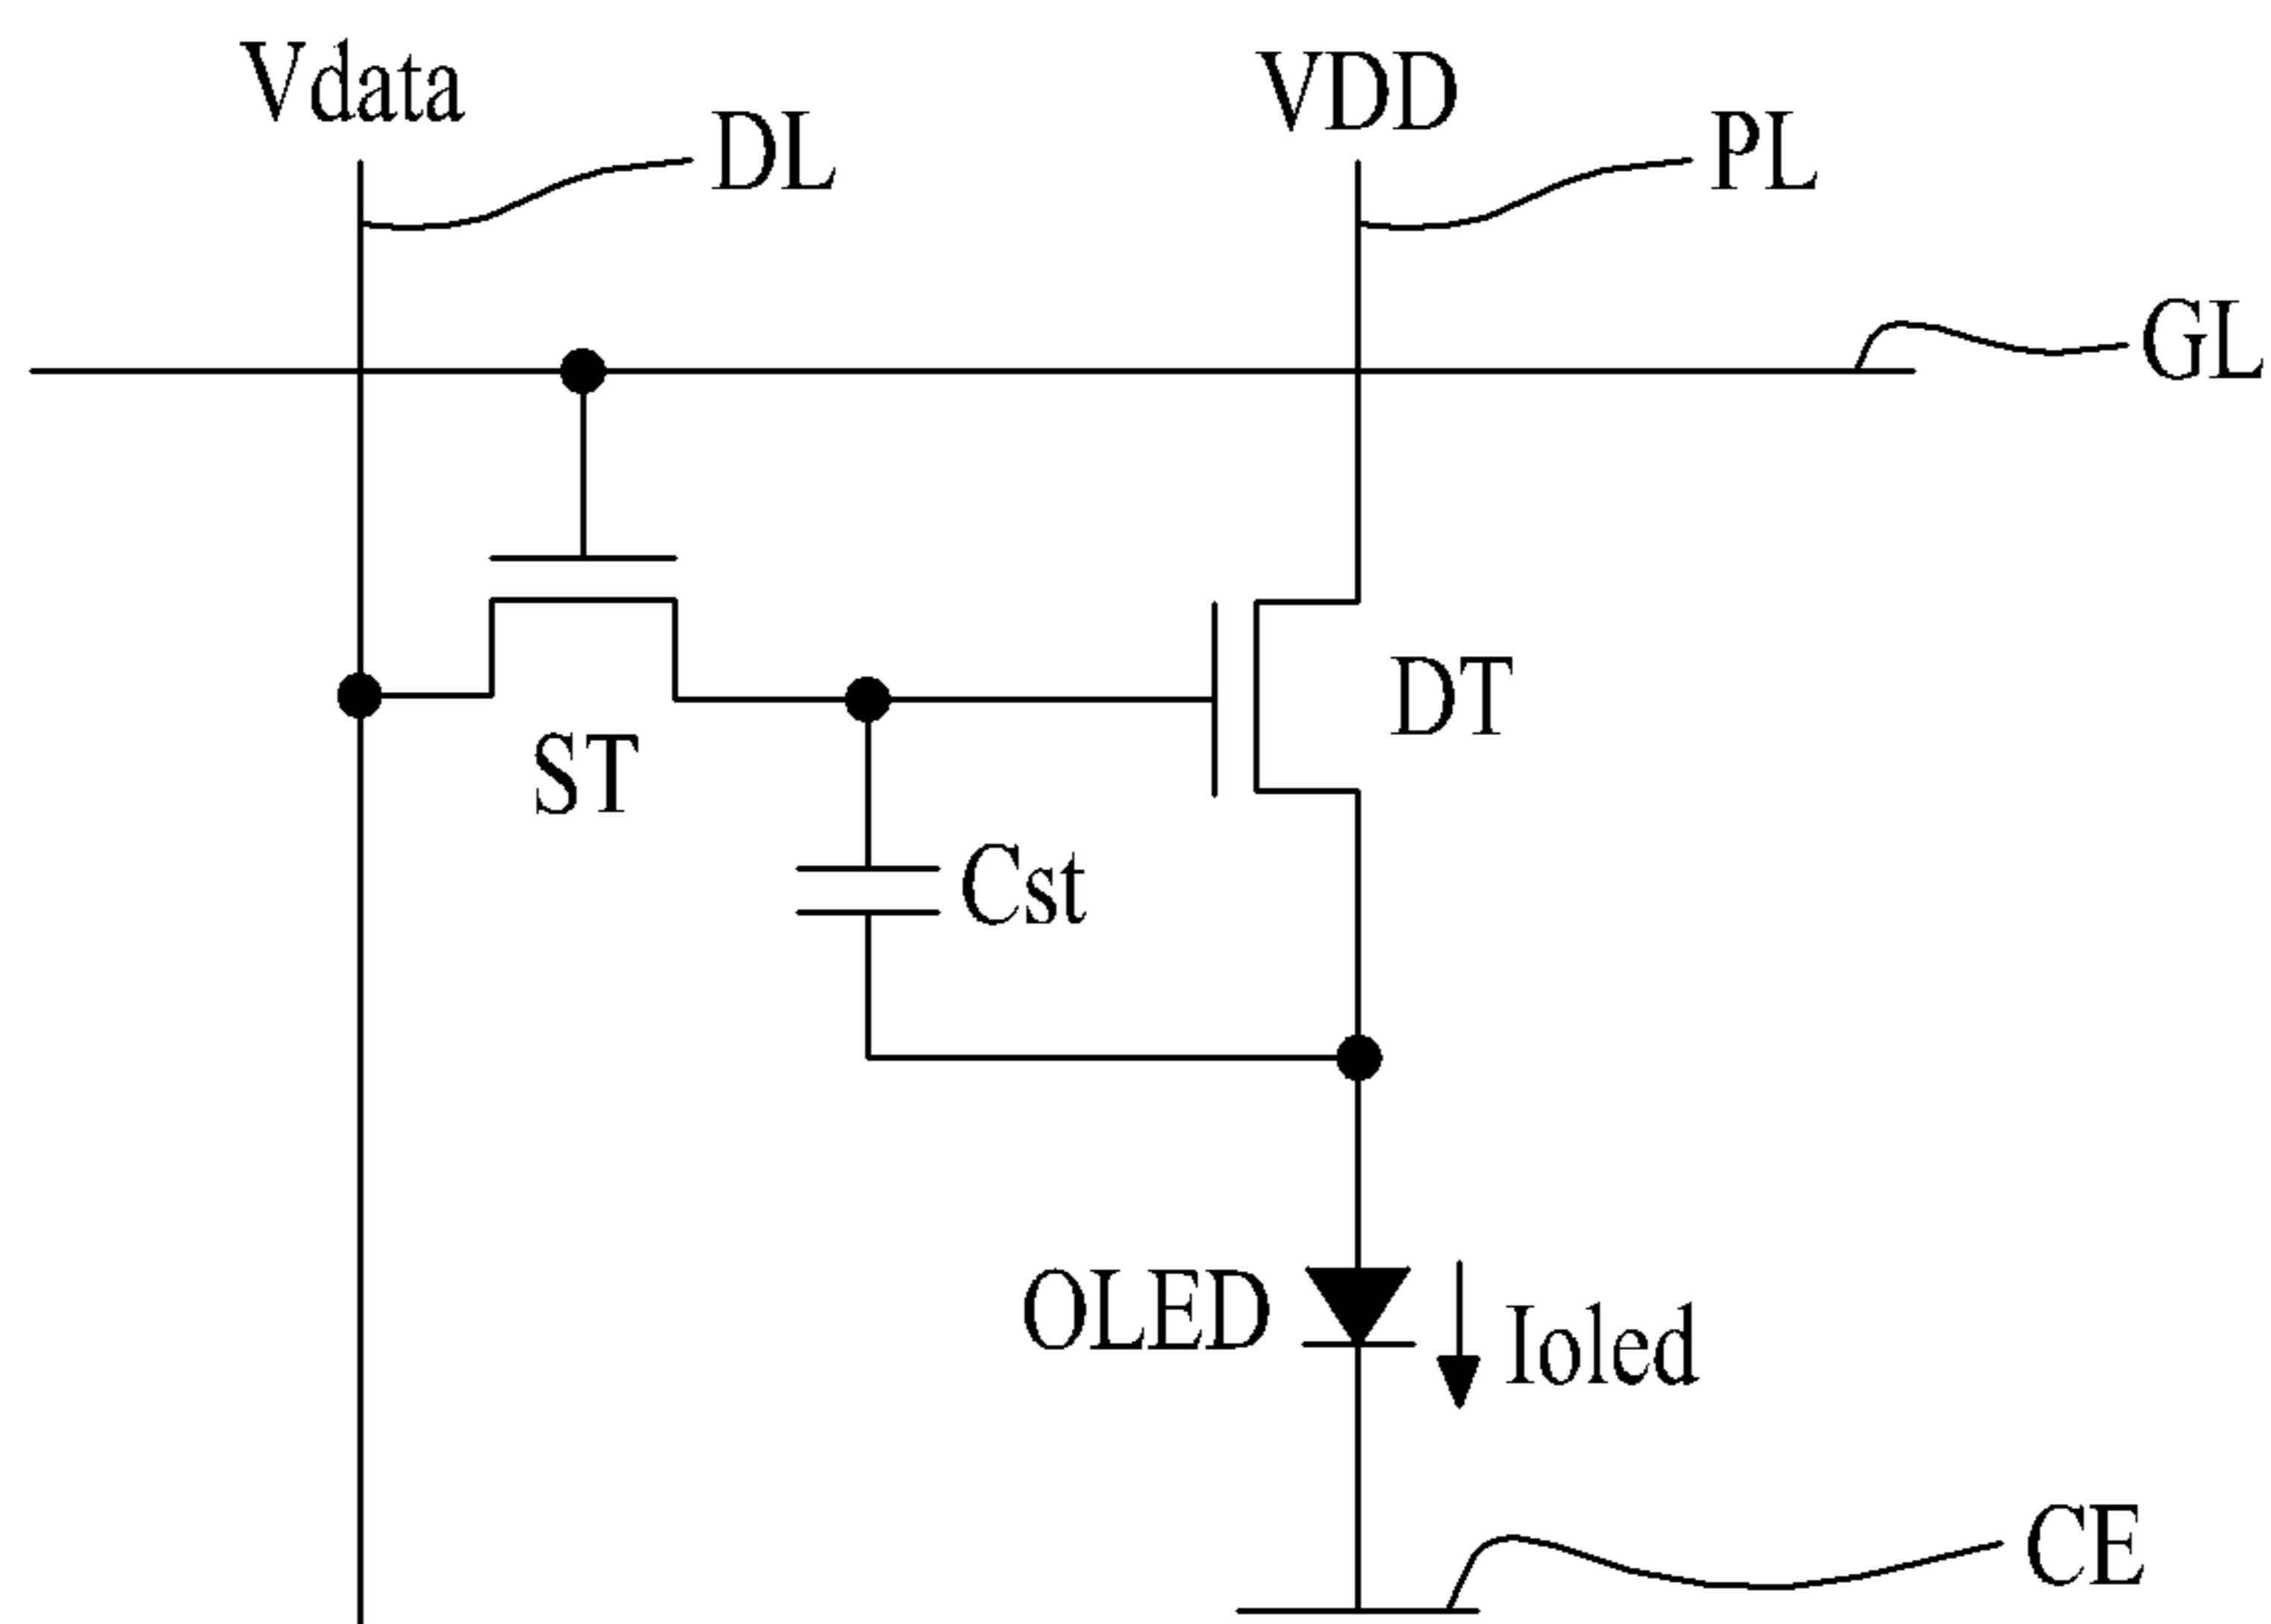 Vdata
VDD
DL
PL
GL
DT
ST
Cst
OLED
Ioled
CE